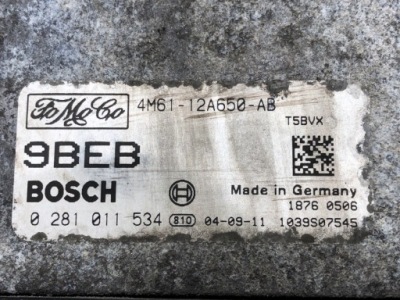 FoMoCo 4M61-12A650-AB
T5BVX
9BEB
BOSCH Made in Germany
1876 0506
0 281 011 534 810 04-09-11 1039S07545